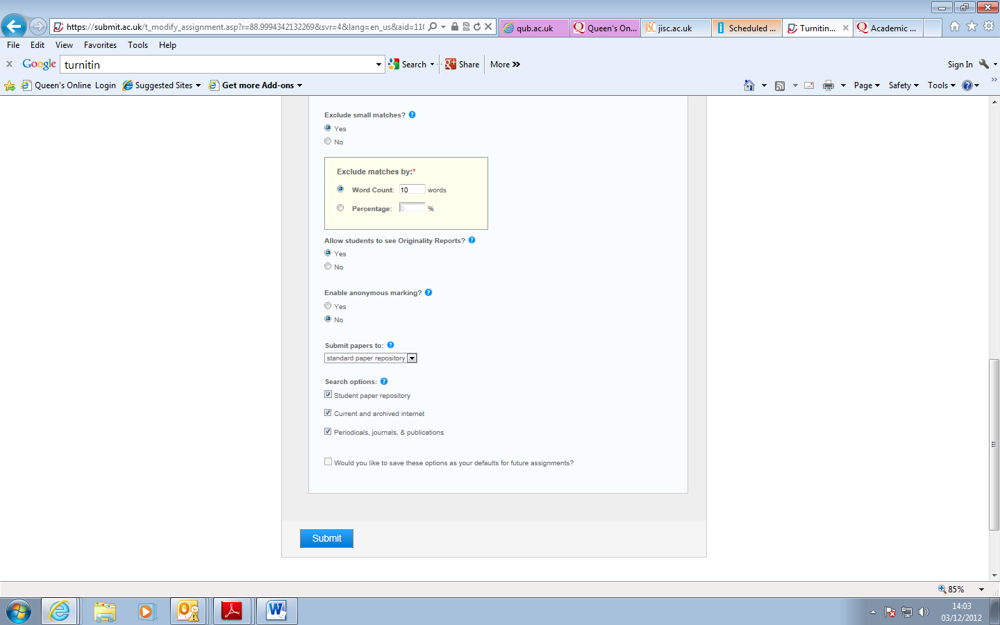 https://submit.ac.uk/t_modify_assignment.asp?r=88.9994342132269&svr=4&lang=en_us&aid=116
qub.ac.uk
Queen's On...
jisc.ac.uk
Scheduled ...
Turnitin...
Academic ...
File Edit View Favorites Tools Help
Google turnitin Search Share More Sign In
Queen's Online Login Suggested Sites Get more Add-ons Page Safety Tools
Exclude small matches?
Yes
No
Exclude matches by:*
Word Count: 10 words
Percentage: 0 %
Allow students to see Originality Reports?
Yes
No
Enable anonymous marking?
Yes
No
Submit papers to:
standard paper repository
Search options:
Student paper repository
Current and archived internet
Periodicals, journals, & publications
Would you like to save these options as your defaults for future assignments?
Submit
85%
14:03
03/12/2012